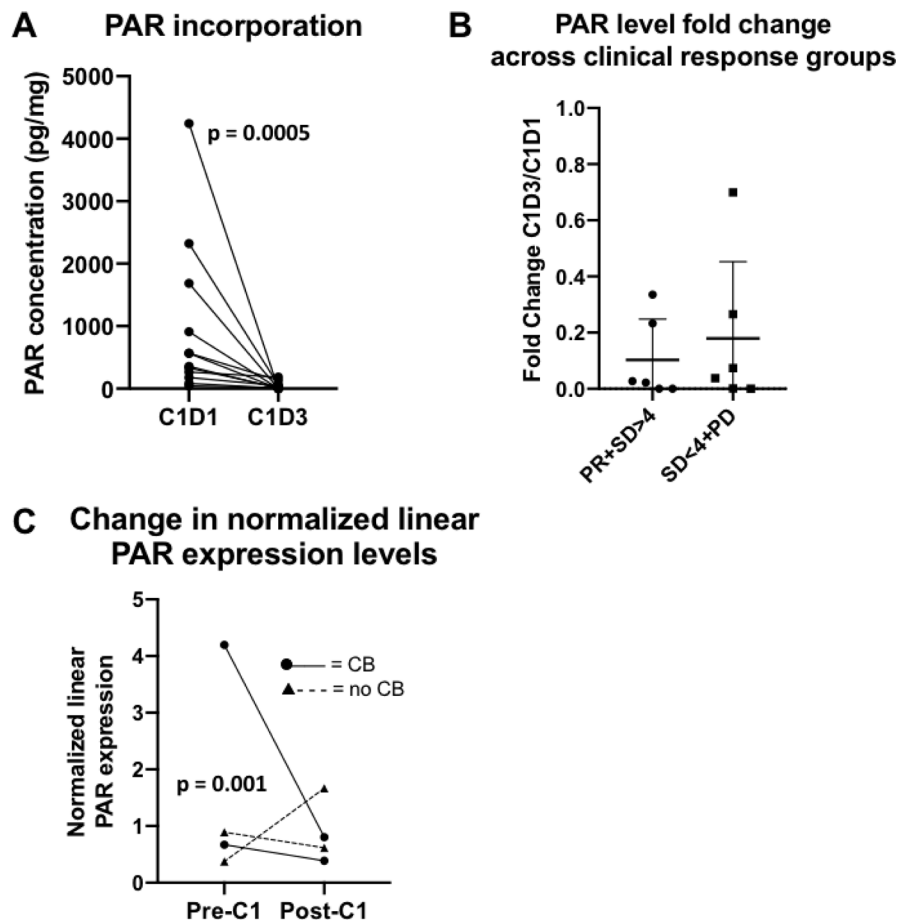 A
PAR incorporation
PAR concentration (pg/mg)
5000
4000
3000
2000
1000
0
p = 0.0005
C1D1
C1D3
B
PAR level fold change
across clinical response groups
Fold Change C1D3/C1D1
1.0
0.8
0.6
0.4
0.2
0.0
PR+SD>4
SD<4+PD
C
Change in normalized linear
PAR expression levels
Normalized linear
PAR expression
5
4
3
2
1
0
= CB
= no CB
p = 0.001
Pre-C1
Post-C1